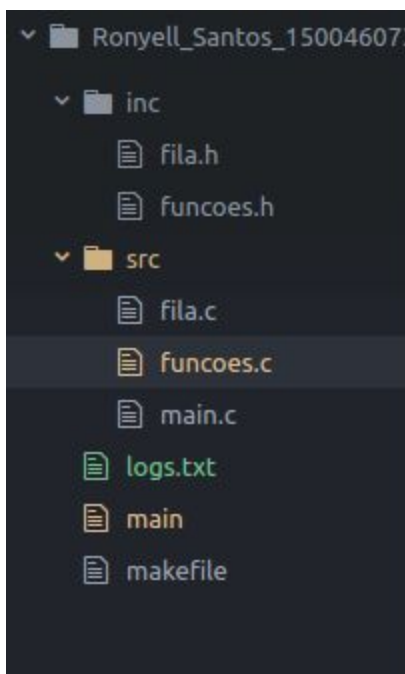 Ronyell_Santos_15004607
inc
fila.h
funcoes.h
src
fila.c
funcoes.c
main.c
logs.txt
main
makefile